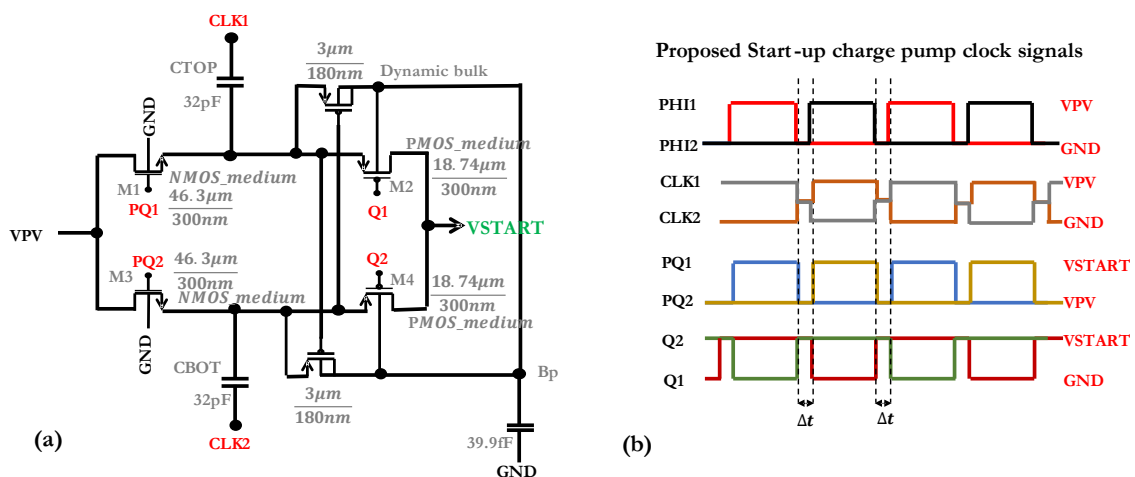 CLK1
CTOP
32pF
3μm
180nm
Dynamic bulk
GND
M1
PQ1
NMOS_medium
46.3μm
300nm
PMOS_medium
18.74μm
300nm
M2
Q1
VPV
VSTART
PQ2
M3
46.3μm
300nm
NMOS_medium
Q2
M4
18.74μm
300nm
PMOS_medium
GND
CBOT
32pF
CLK2
3μm
180nm
Bp
39.9fF
GND
(a)
Proposed Start-up charge pump clock signals
PHI1
VPV
PHI2
GND
CLK1
VPV
CLK2
GND
PQ1
VSTART
PQ2
VPV
Q2
VSTART
Q1
GND
Δt
Δt
(b)